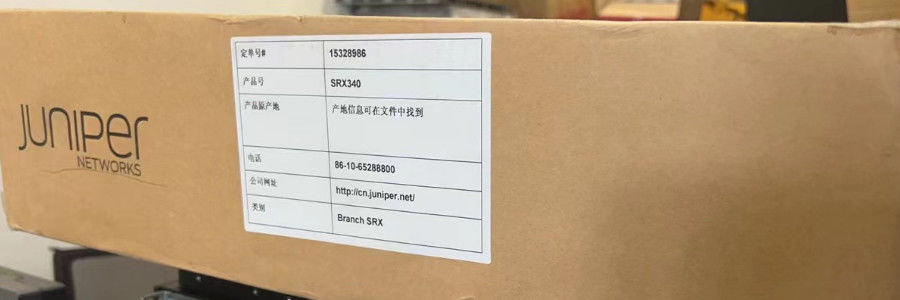 JUNIPER
NETWORKS
定单号# 15328986
产品号 SRX340
产品原产地 产地信息可在文件中找到
电话 86-10-65288800
公司网址 http://cn.juniper.net/
类别 Branch SRX